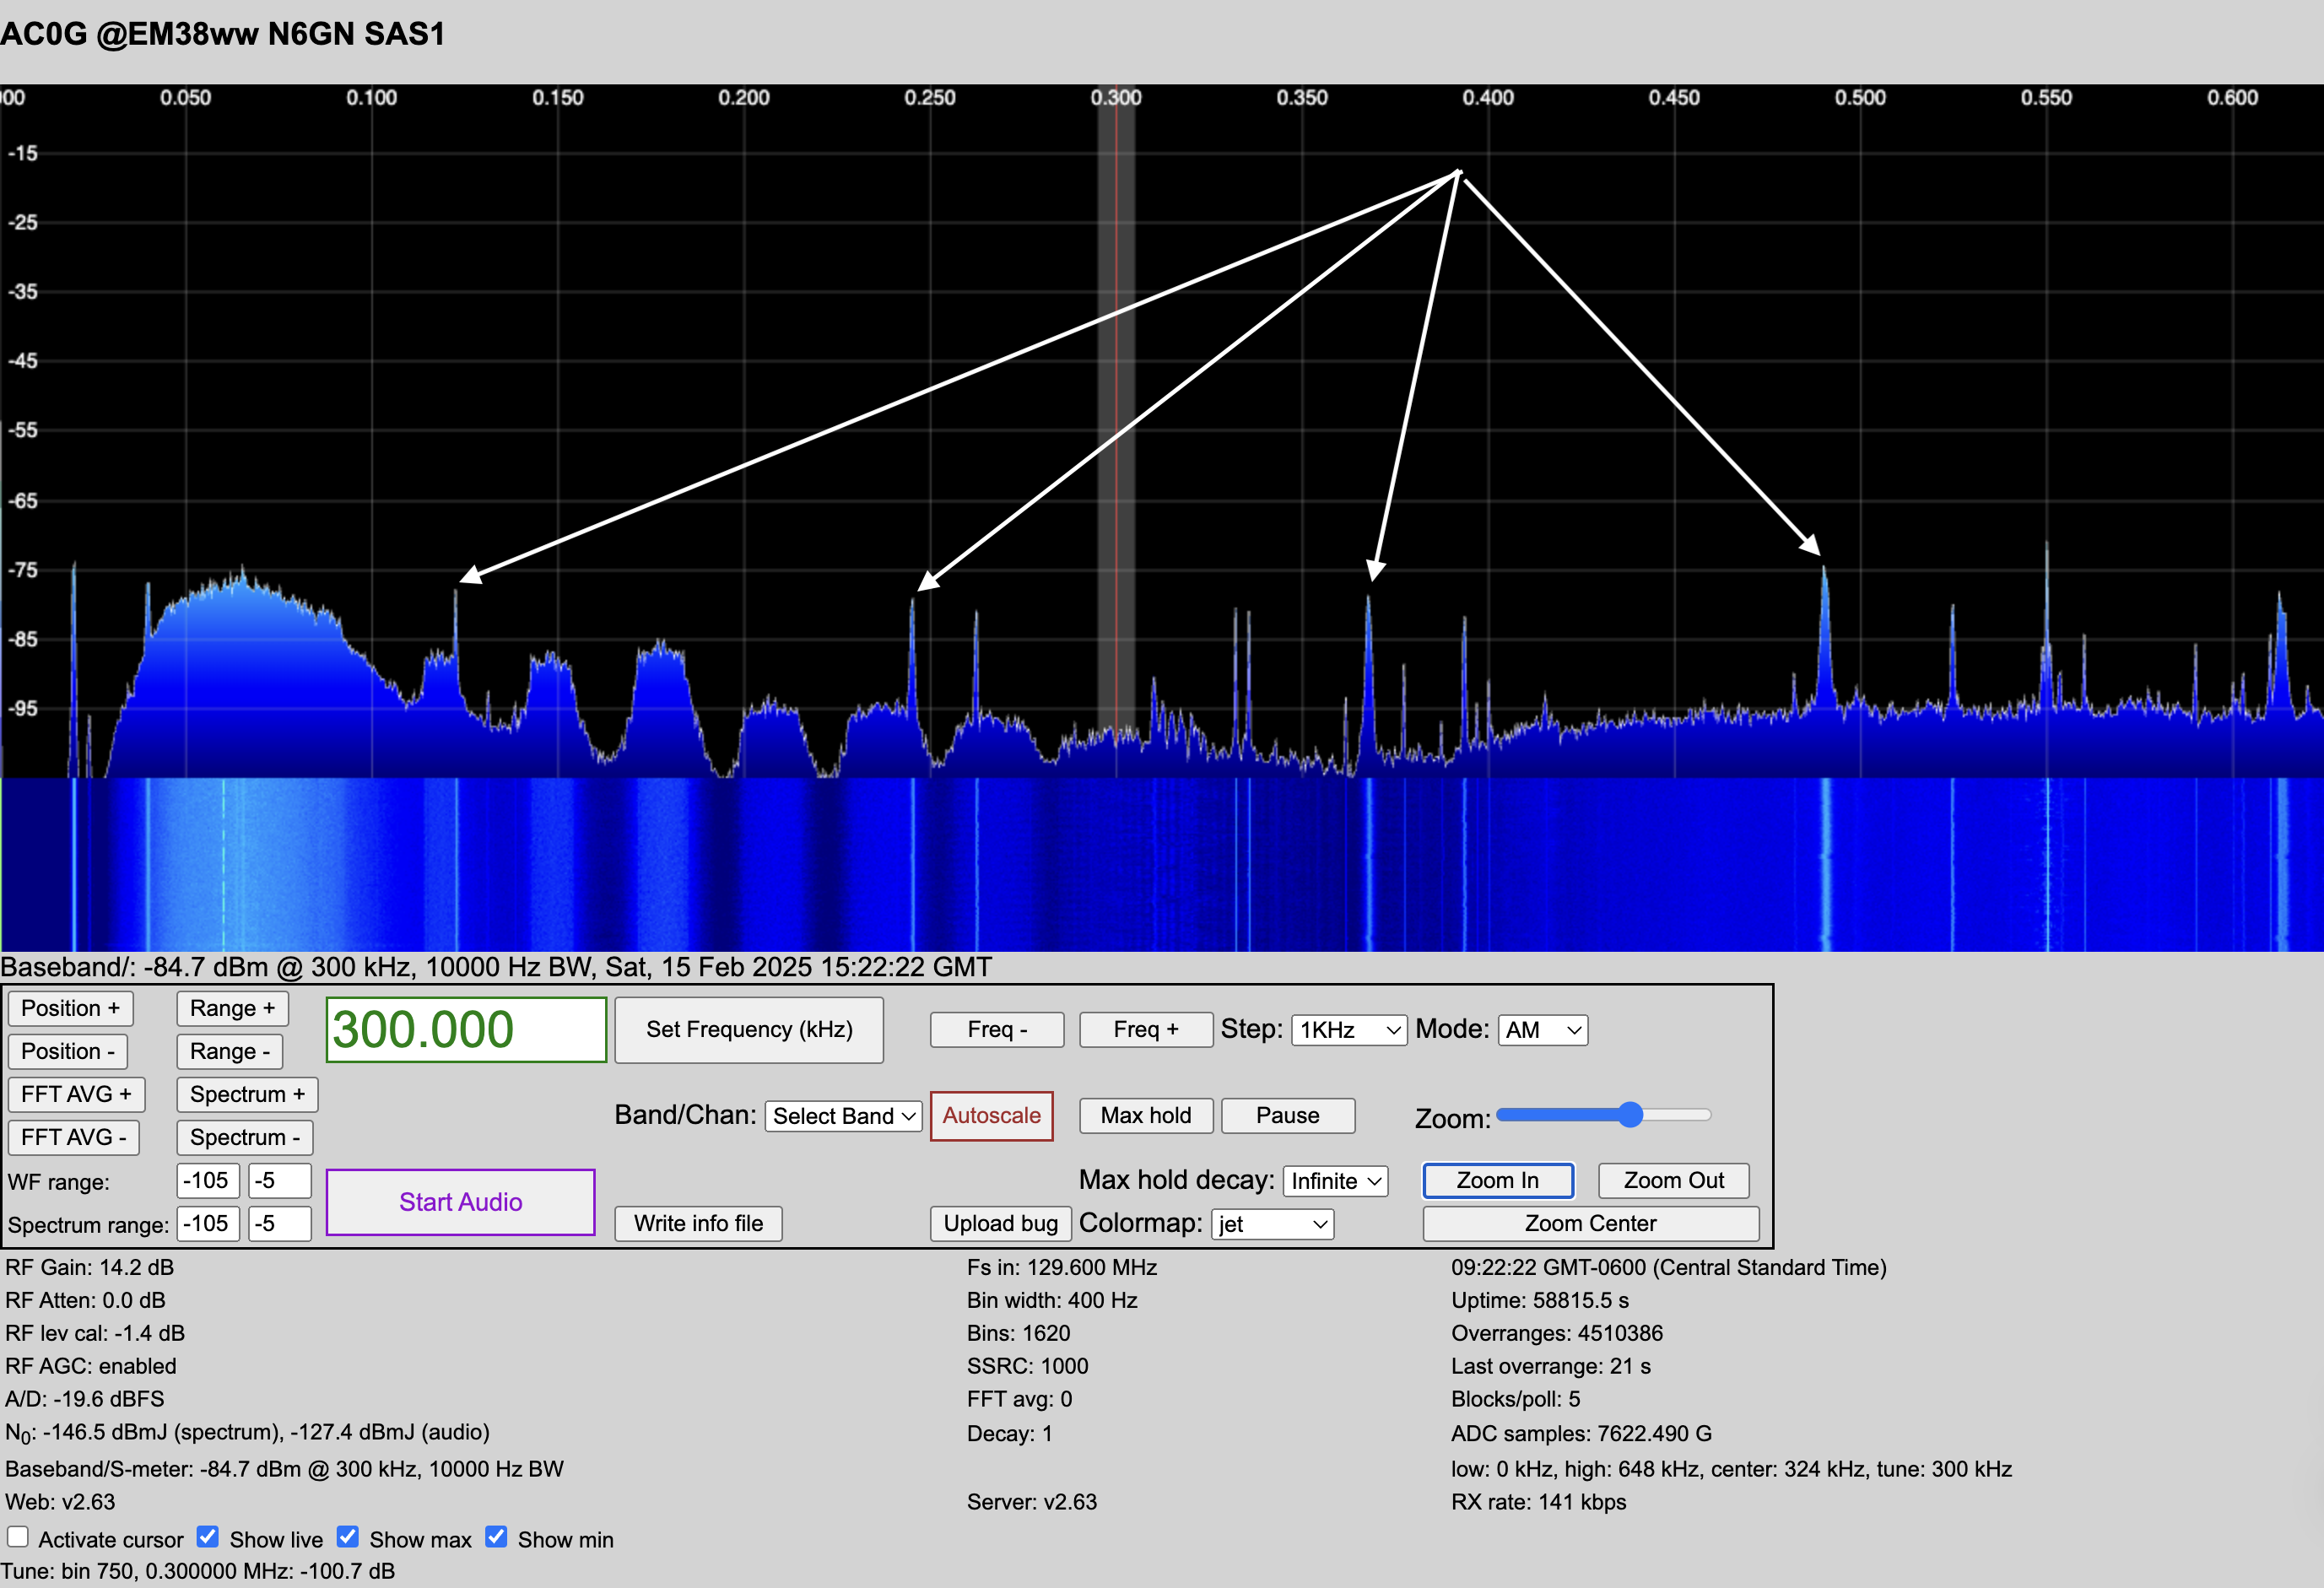 AC0G @EM38ww N6GN SAS1
000 0.050 0.100 0.150 0.200 0.250 0.300 0.350 0.400 0.450 0.500 0.550 0.600
-15
-25
-35
-45
-55
-65
-75
-85
-95
Baseband/: -84.7 dBm @ 300 kHz, 10000 Hz BW, Sat, 15 Feb 2025 15:22:22 GMT
Position + Range + 300.000 Set Frequency (kHz) Freq - Freq + Step: 1KHz Mode: AM
Position - Range -
FFT AVG + Spectrum + Band/Chan: Select Band Autoscale Max hold Pause Zoom:
FFT AVG - Spectrum -
WF range: -105 -5 Start Audio Max hold decay: Infinite Zoom In Zoom Out
Spectrum range: -105 -5 Write info file Upload bug Colormap: jet Zoom Center
RF Gain: 14.2 dB Fs in: 129.600 MHz 09:22:22 GMT-0600 (Central Standard Time)
RF Atten: 0.0 dB Bin width: 400 Hz Uptime: 58815.5 s
RF lev cal: -1.4 dB Bins: 1620 Overranges: 4510386
RF AGC: enabled SSRC: 1000 Last overrange: 21 s
A/D: -19.6 dBFS FFT avg: 0 Blocks/poll: 5
N0: -146.5 dBmJ (spectrum), -127.4 dBmJ (audio) Decay: 1 ADC samples: 7622.490 G
Baseband/S-meter: -84.7 dBm @ 300 kHz, 10000 Hz BW low: 0 kHz, high: 648 kHz, center: 324 kHz, tune: 300 kHz
Web: v2.63 Server: v2.63 RX rate: 141 kbps
Activate cursor Show live Show max Show min
Tune: bin 750, 0.300000 MHz: -100.7 dB